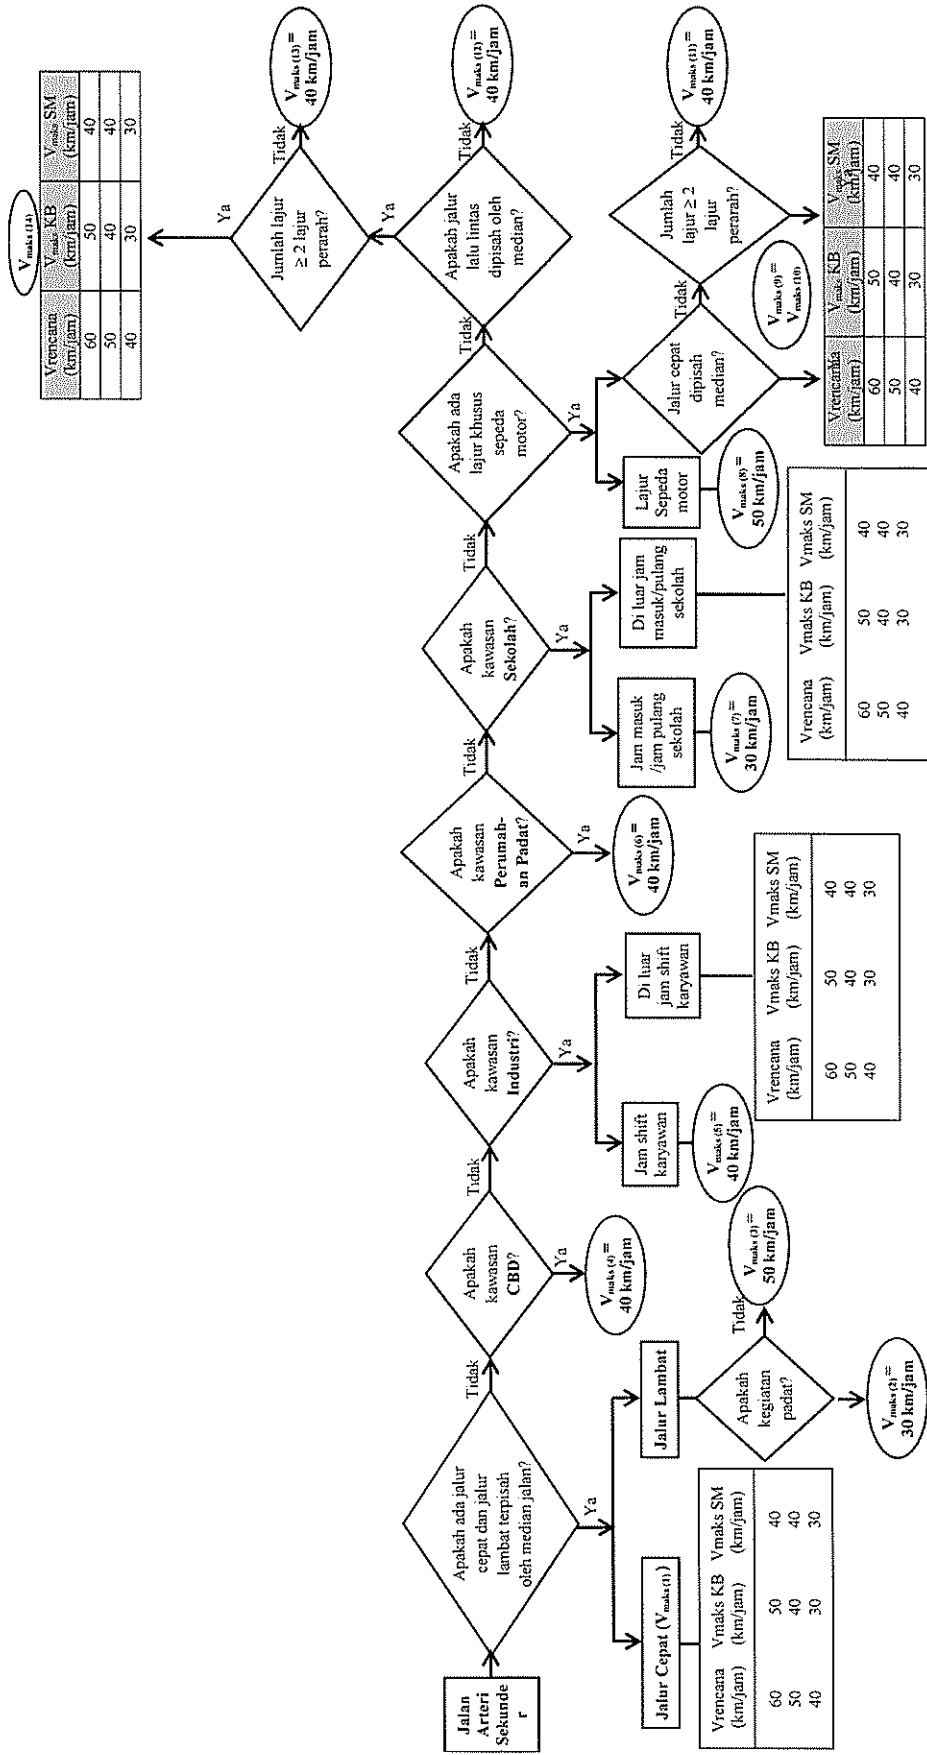 Jalan
Arteri
Sekunde
r
Apakah ada jalur
cepat dan jalur
lambat terpisah
oleh median jalan?
Ya
Tidak
Jalur Cepat (Vmaks (1))
Vrencana Vmaks KB Vmaks SM
(km/jam) (km/jam) (km/jam)
60 50 40
50 40 40
40 30 30
Jalur Lambat
Apakah
kegiatan
padat?
Tidak
Vmaks (3) =
50 km/jam
Vmaks (2) =
30 km/jam
Apakah
kawasan
CBD?
Tidak
Ya
Vmaks (4) =
40 km/jam
Apakah
kawasan
Industri?
Tidak
Ya
Jam shift
karyawan
Vmaks (5) =
40 km/jam
Di luar
jam shift
karyawan
Vrencana Vmaks KB Vmaks SM
(km/jam) (km/jam) (km/jam)
60 50 40
50 40 40
40 30 30
Apakah
kawasan
Perumah-
an Padat?
Tidak
Ya
Vmaks (6) =
40 km/jam
Apakah
kawasan
Sekolah?
Tidak
Ya
Jam masuk
/jam pulang
sekolah
Vmaks (7) =
30 km/jam
Di luar jam
masuk/pulang
sekolah
Vrencana Vmaks KB Vmaks SM
(km/jam) (km/jam) (km/jam)
60 50 40
50 40 40
40 30 30
Apakah ada
lajur khusus
sepeda
motor?
Tidak
Ya
Lajur
Sepeda
motor
Vmaks (8) =
50 km/jam
Jalur cepat
dipisah
median?
Tidak
Ya
Vmaks (9) =
Vmaks (10)
Jumlah
lajur ≥ 2
lajur
perarah?
Tidak
Ya
Vmaks (11) =
40 km/jam
Vrencana Vmaks KB Vmaks SM
(km/jam) (km/jam) (km/jam)
60 50 40
50 40 40
40 30 30
Apakah jalur
lalu lintas
dipisah oleh
median?
Tidak
Vmaks (12) =
40 km/jam
Ya
Jumlah lajur
≥ 2 lajur
perarah?
Tidak
Vmaks (13) =
40 km/jam
Ya
Vmaks (14)
Vrencana Vmaks KB Vmaks SM
(km/jam) (km/jam) (km/jam)
60 50 40
50 40 40
40 30 30